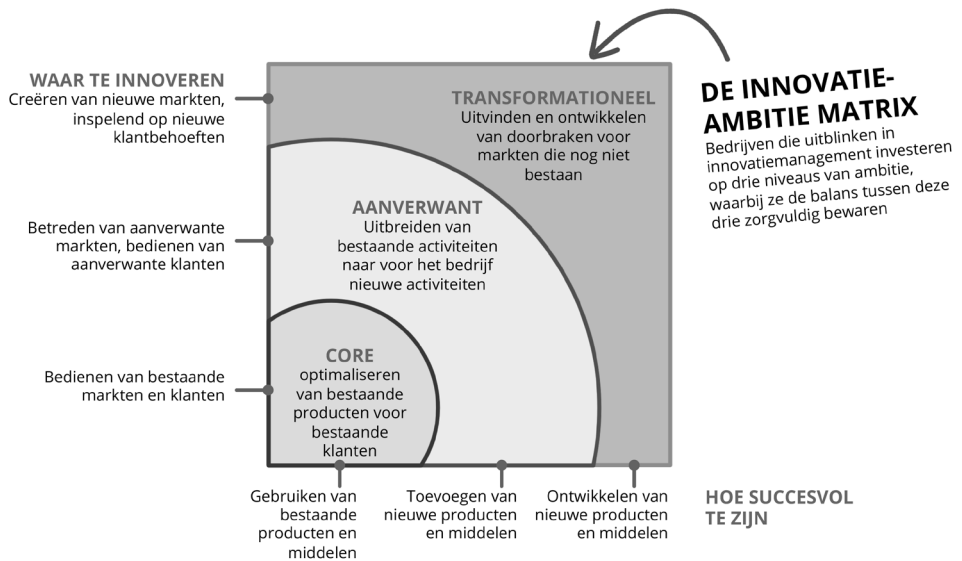 WAAR TE INNOVEREN
Creëren van nieuwe markten,
inspelend op nieuwe
klantbehoeften
Betreden van aanverwante
markten, bedienen van
aanverwante klanten
Bedienen van bestaande
markten en klanten
TRANSFORMATIONEEL
Uitvinden en ontwikkelen
van doorbraken voor
markten die nog niet
bestaan
AANVERWANT
Uitbreiden van
bestaande activiteiten
naar voor het bedrijf
nieuwe activiteiten
CORE
optimaliseren
van bestaande
producten voor
bestaande
klanten
DE INNOVATIE-
AMBITIE MATRIX
Bedrijven die uitblinken in
innovatiemanagement investeren
op drie niveaus van ambitie,
waarbij ze de balans tussen deze
drie zorgvuldig bewaren
Gebruiken van
bestaande
producten en
middelen
Toevoegen van
nieuwe producten
en middelen
Ontwikkelen van
nieuwe producten
en middelen
HOE SUCCESVOL
TE ZIJN